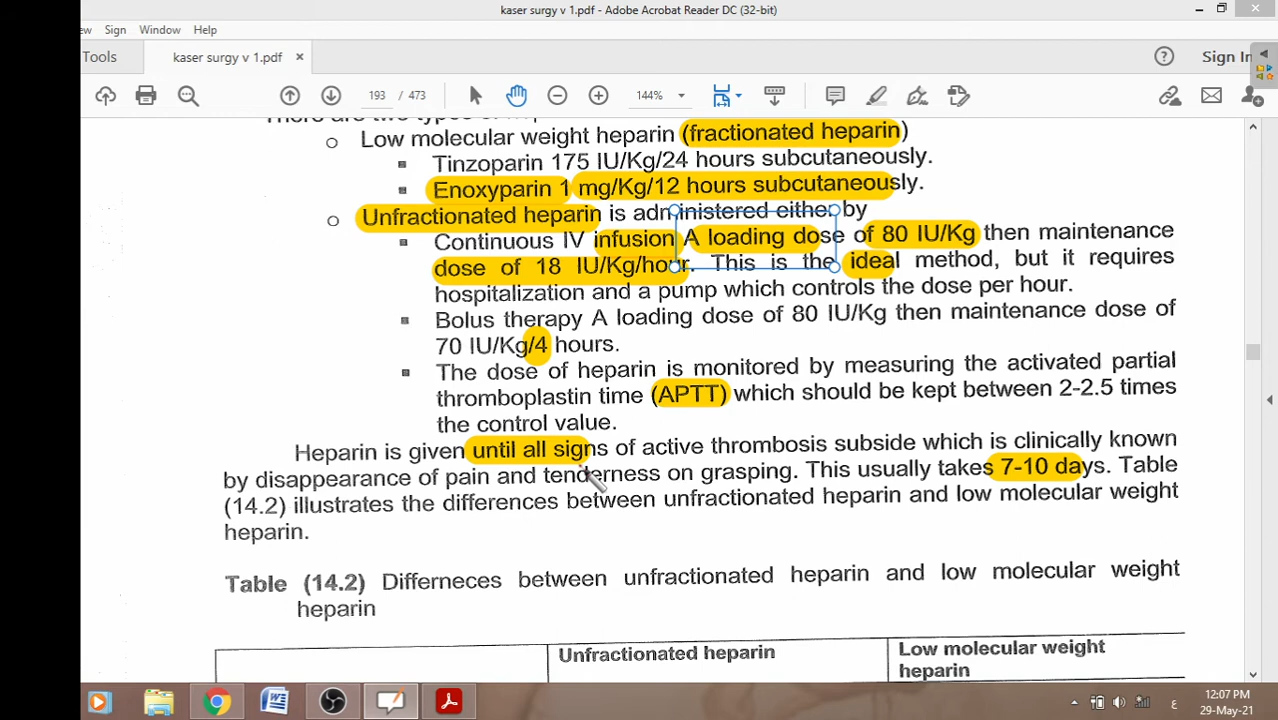 kaser surgy v 1.pdf - Adobe Acrobat Reader DC (32-bit)
Sign Window Help
Tools kaser surgy v 1.pdf × Sign In
193 / 473 144%
Low molecular weight heparin (fractionated heparin)
Tinzoparin 175 IU/Kg/24 hours subcutaneously.
Enoxyparin 1 mg/Kg/12 hours subcutaneously.
Unfractionated heparin is administered either by
Continuous IV infusion A loading dose of 80 IU/Kg then maintenance
dose of 18 IU/Kg/hour. This is the ideal method, but it requires
hospitalization and a pump which controls the dose per hour.
Bolus therapy A loading dose of 80 IU/Kg then maintenance dose of
70 IU/Kg/4 hours.
The dose of heparin is monitored by measuring the activated partial
thromboplastin time (APTT) which should be kept between 2-2.5 times
the control value.
Heparin is given until all signs of active thrombosis subside which is clinically known
by disappearance of pain and tenderness on grasping. This usually takes 7-10 days. Table
(14.2) illustrates the differences between unfractionated heparin and low molecular weight
heparin.
Table (14.2) Differneces between unfractionated heparin and low molecular weight
heparin
Unfractionated heparin
Low molecular weight
heparin
12:07 PM
ع
29-May-21